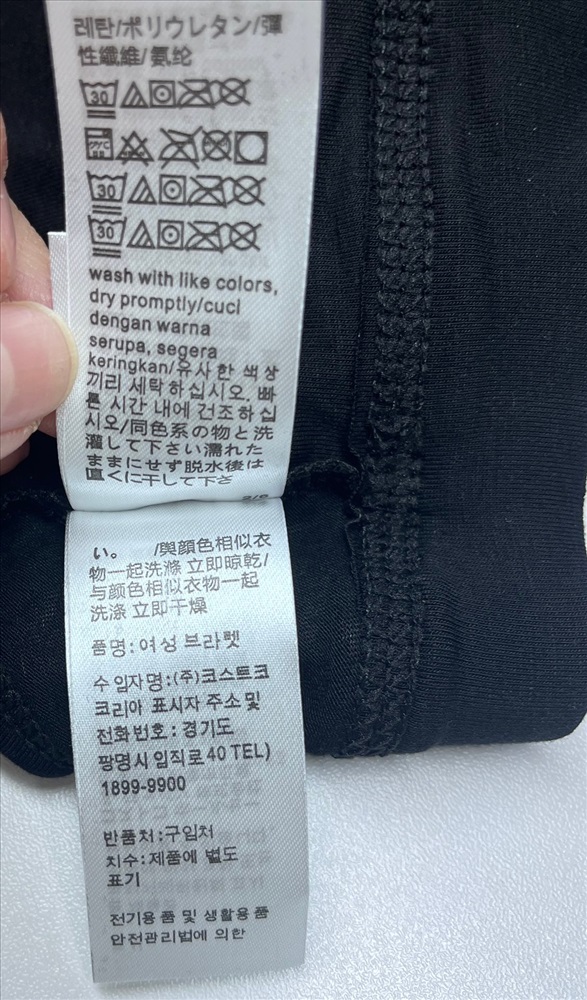 레탄/ポリウレタン/彈
性纖維/氨纶
30
30
30
wash with like colors,
dry promptly/cuci
dengan warna
serupa, segera
keringkan/유사한 색상
끼리 세탁하십시오. 빠
른 시간 내에 건조하십
시오/同色系の物と洗
濯して下さい濡れた
ままにせず脱水後は
直ぐに干して下さ
い。 /與顏色相似衣
物一起洗滌 立即晾乾/
与颜色相似衣物一起
洗涤 立即干燥
품명:여성 브라렛
수입자명:(주)코스트코
코리아 표시자 주소 및
전화번호: 경기도
광명시 일직로 40 TEL)
1899-9900
반품처:구입처
치수:제품에 별도
표기
전기용품 및 생활용품
안전관리법에 의한